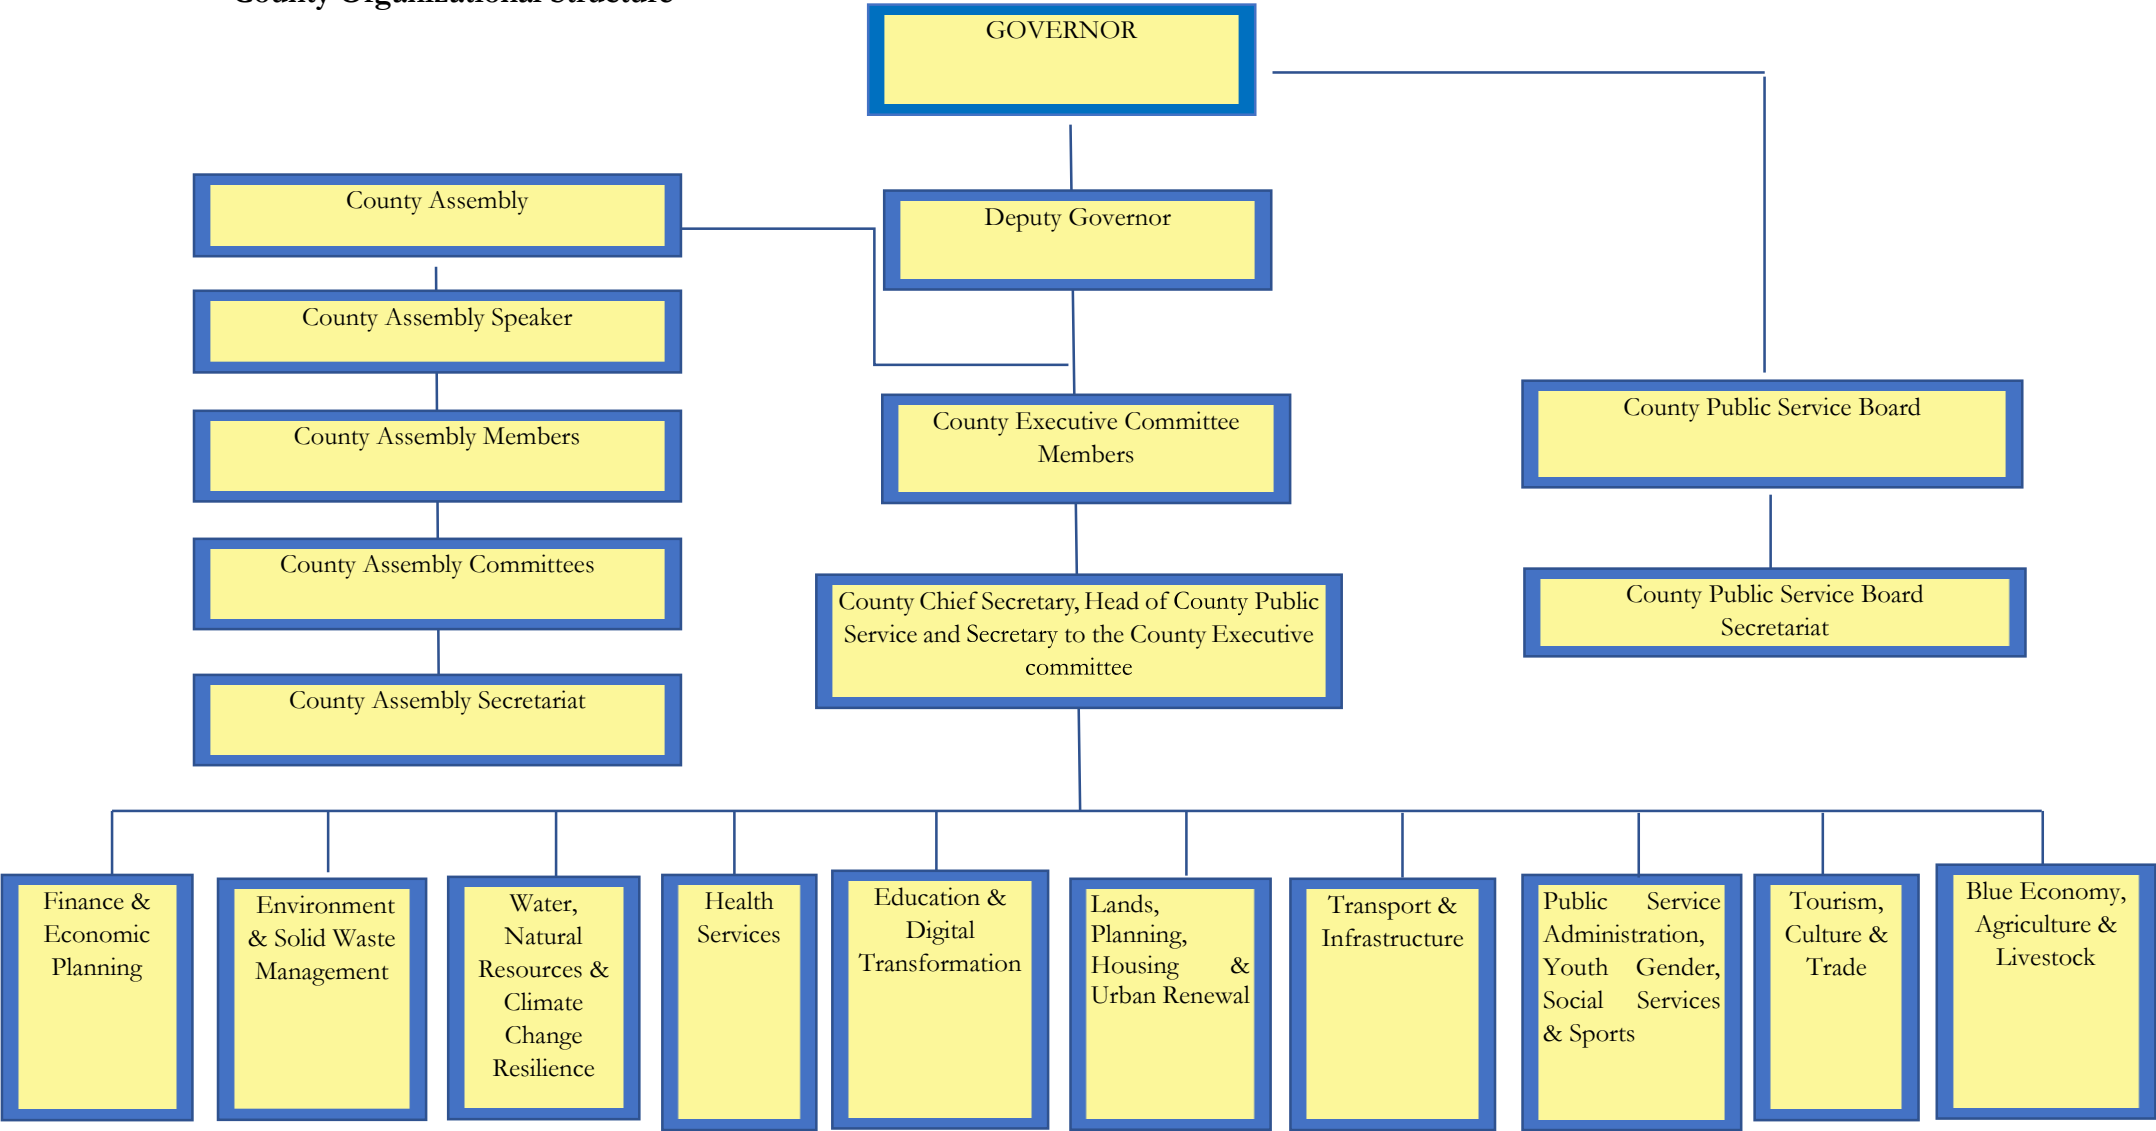 County Organizational Structure
GOVERNOR
County Assembly
Deputy Governor
County Assembly Speaker
County Assembly Members
County Executive Committee
Members
County Public Service Board
County Assembly Committees
County Chief Secretary, Head of County Public
Service and Secretary to the County Executive
committee
County Public Service Board
Secretariat
County Assembly Secretariat
Finance &
Economic
Planning
Environment
& Solid Waste
Management
Water,
Natural
Resources &
Climate
Change
Resilience
Health
Services
Education &
Digital
Transformation
Lands,
Planning,
Housing &
Urban Renewal
Transport &
Infrastructure
Public Service
Administration,
Youth Gender,
Social Services
& Sports
Tourism,
Culture &
Trade
Blue Economy,
Agriculture &
Livestock